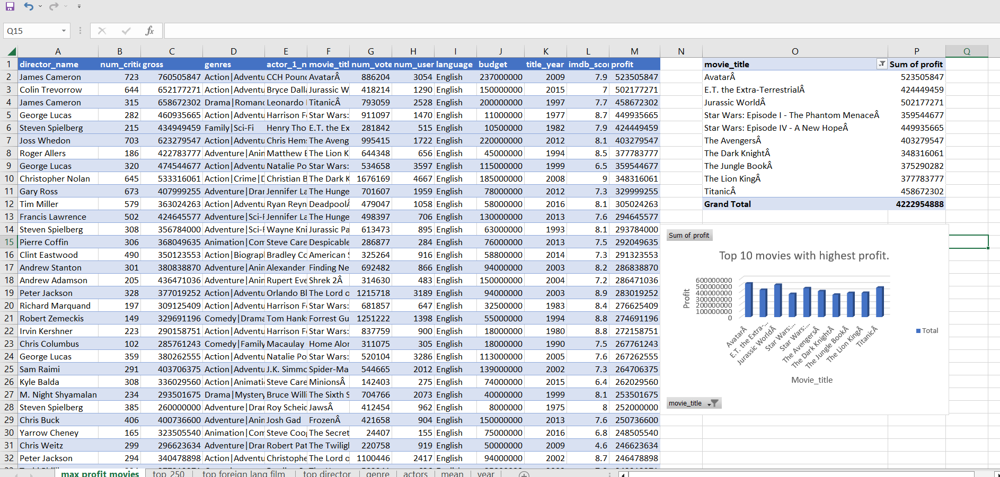 Q15
fx
A B C D E F G H I J K L M N O P Q
1 director_name num_critic gross genres actor_1_n movie_titl num_vote num_user language budget title_year imdb_scor profit movie_title Sum of profit
2 James Cameron 723 760505847 Action|Adventu CCH Poun AvatarÂ 886204 3054 English 237000000 2009 7.9 523505847 AvatarÂ 523505847
3 Colin Trevorrow 644 652177271 Action|Adventu Bryce Dalla Jurassic W 418214 1290 English 150000000 2015 7 502177271 E.T. the Extra-TerrestrialÂ 424449459
4 James Cameron 315 658672302 Drama|Romanc Leonardo TitanicÂ 793059 2528 English 200000000 1997 7.7 458672302 Jurassic WorldÂ 502177271
5 George Lucas 282 460935665 Action|Adventu Harrison Fo Star Wars: 911097 1470 English 11000000 1977 8.7 449935665 Star Wars: Episode I - The Phantom MenaceÂ 359544677
6 Steven Spielberg 215 434949459 Family|Sci-Fi Henry Tho E.T. the Ex 281842 515 English 10500000 1982 7.9 424449459 Star Wars: Episode IV - A New HopeÂ 449935665
7 Joss Whedon 703 623279547 Action|Adventu Chris Hems The Aveng 995415 1722 English 220000000 2012 8.1 403279547 The AvengersÂ 403279547
8 Roger Allers 186 422783777 Adventure|Anim Matthew B The Lion K 644348 656 English 45000000 1994 8.5 377783777 The Dark KnightÂ 348316061
9 George Lucas 320 474544677 Action|Adventu Natalie Po Star Wars: 534658 3597 English 115000000 1999 6.5 359544677 The Jungle BookÂ 375290282
10 Christopher Nolan 645 533316061 Action|Crime|D Christian B The Dark K 1676169 4667 English 185000000 2008 9 348316061 The Lion KingÂ 377783777
11 Gary Ross 673 407999255 Adventure|Dran Jennifer La The Hunge 701607 1959 English 78000000 2012 7.3 329999255 TitanicÂ 458672302
12 Tim Miller 579 363024263 Action|Adventu Ryan Reyn DeadpoolÂ 479047 1058 English 58000000 2016 8.1 305024263 Grand Total 4222954888
13 Francis Lawrence 502 424645577 Adventure|Sci-F Jennifer La The Hunge 498397 706 English 130000000 2013 7.6 294645577
14 Steven Spielberg 308 356784000 Adventure|Sci-F Wayne Kni Jurassic Pa 613473 895 English 63000000 1993 8.1 293784000
15 Pierre Coffin 306 368049635 Animation|Com Steve Care Despicable 286877 284 English 76000000 2013 7.5 292049635
16 Clint Eastwood 490 350123553 Action|Biograph Bradley Co American S 325264 916 English 58800000 2014 7.3 291323553
17 Andrew Stanton 301 380838870 Adventure|Anim Alexander Finding Ne 692482 866 English 94000000 2003 8.2 286838870
18 Andrew Adamson 205 436471036 Adventure|Anim Rupert Eve Shrek 2Â 314630 483 English 150000000 2004 7.2 286471036
19 Peter Jackson 328 377019252 Action|Adventu Orlando Bl The Lord o 1215718 3189 English 94000000 2003 8.9 283019252
20 Richard Marquand 197 309125409 Action|Adventu Harrison Fo Star Wars: 681857 647 English 32500000 1983 8.4 276625409
21 Robert Zemeckis 149 329691196 Comedy|Drama Tom Hanks Forrest Gu 1251222 1398 English 55000000 1994 8.8 274691196
22 Irvin Kershner 223 290158751 Action|Adventu Harrison Fo Star Wars: 837759 900 English 18000000 1980 8.8 272158751
23 Chris Columbus 102 285761243 Comedy|Family Macaulay Home Alon 311075 305 English 18000000 1990 7.5 267761243
24 George Lucas 359 380262555 Action|Adventu Natalie Po Star Wars: 520104 3286 English 113000000 2005 7.6 267262555
25 Sam Raimi 291 403706375 Action|Adventu J.K. Simmo Spider-Ma 544665 2012 English 139000000 2002 7.3 264706375
26 Kyle Balda 308 336029560 Action|Animatio Steve Care MinionsÂ 142403 275 English 74000000 2015 6.4 262029560
27 M. Night Shyamalan 234 293501675 Drama|Mystery Bruce Willi The Sixth S 704766 2073 English 40000000 1999 8.1 253501675
28 Steven Spielberg 385 260000000 Adventure|Dran Roy Scheid JawsÂ 412454 962 English 8000000 1975 8 252000000
29 Chris Buck 406 400736600 Adventure|Anim Josh Gad FrozenÂ 421658 904 English 150000000 2013 7.6 250736600
30 Yarrow Cheney 165 323505540 Animation|Com Steve Coog The Secret 24407 155 English 75000000 2016 6.8 248505540
31 Chris Weitz 299 296623634 Adventure|Dran Robert Pat The Twiligh 220758 919 English 50000000 2009 4.6 246623634
32 Peter Jackson 294 340478898 Action|Adventu Christophe The Lord o 1100446 2417 English 94000000 2002 8.7 246478898
Sum of profit
Top 10 movies with highest profit.
Profit
600000000
500000000
400000000
300000000
200000000
100000000
0
AvatarÂ
E.T. the Extra-...
Jurassic WorldÂ
Star Wars:...
Star Wars:...
The AvengersÂ
The Dark KnightÂ
The Jungle BookÂ
The Lion KingÂ
TitanicÂ
Total
Movie_title
movie_title
max profit movies top 250 top foreign lang film top director genre actors mean year